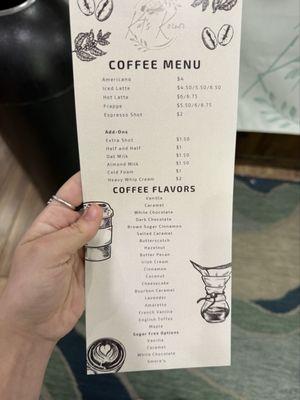 COFFEE MENU
Americano $4
Iced Latte $4.50/5.50/6.50
Hot Latte $6/6.75
Frappe $5.50/6/6.75
Espresso Shot $2
Add-Ons
Extra Shot $1.50
Half and Half $1
Oat Milk $1.50
Almond Milk $1.50
Cold Foam $1
Heavy Whip Cream $2
COFFEE FLAVORS
Vanilla
Caramel
White Chocolate
Dark Chocolate
Brown Sugar Cinnamon
Salted Caramel
Butterscotch
Hazelnut
Butter Pecan
Irish Cream
Cinnamon
Coconut
Cheesecake
Bourbon Caramel
Lavender
Amaretto
French Vanilla
English Toffee
Maple
Sugar Free Options
Vanilla
Caramel
White Chocolate
Smore's